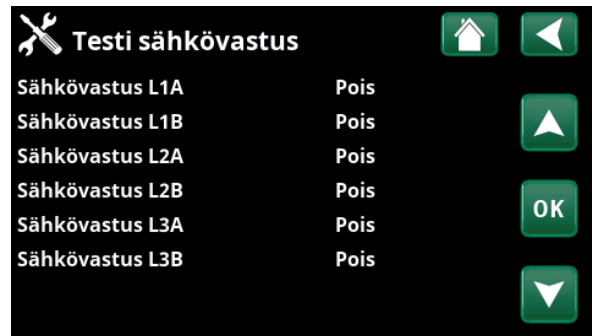 Testi sähkövastus
Sähkövastus L1A Pois
Sähkövastus L1B Pois
Sähkövastus L2A Pois
Sähkövastus L2B Pois
Sähkövastus L3A Pois
Sähkövastus L3B Pois
OK